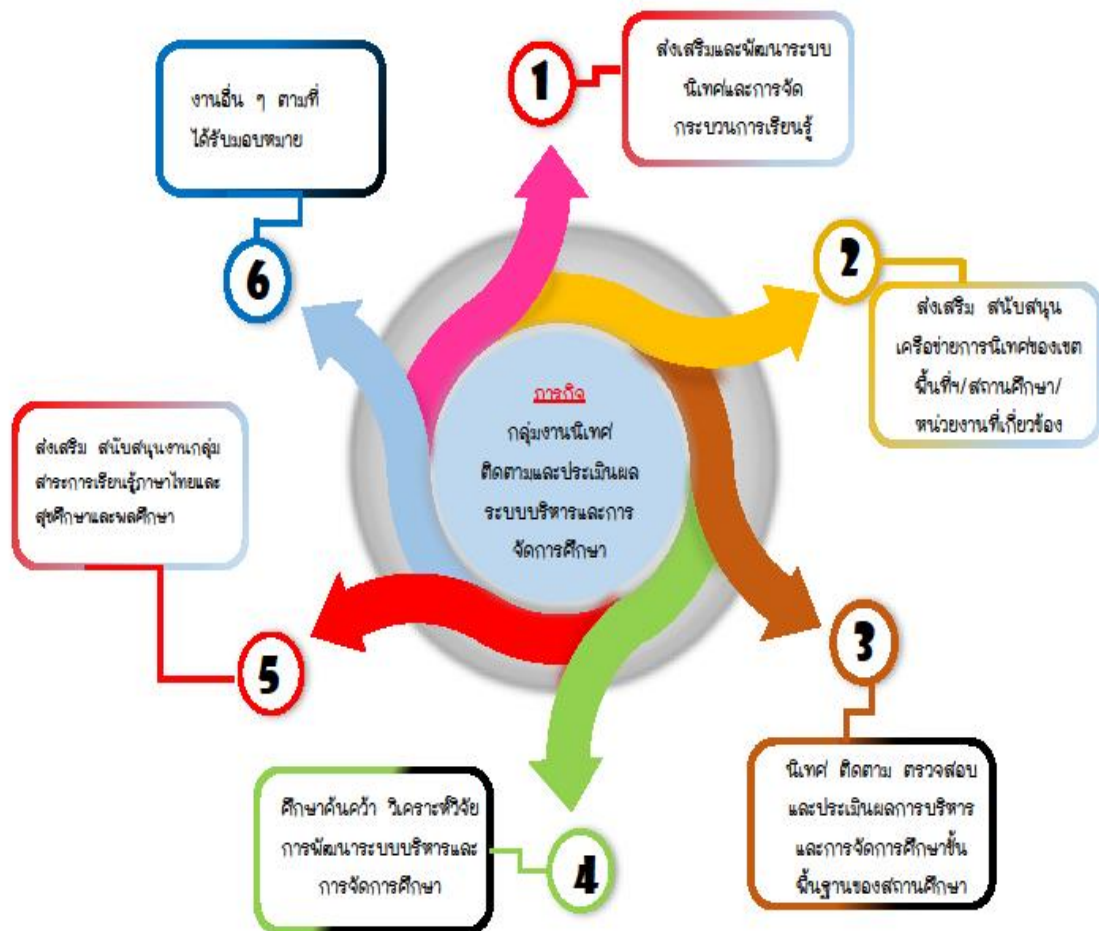 ภารกิจ
กลุ่มงานนิเทศ
ติดตามและประเมินผล
ระบบบริหารและการ
จัดการศึกษา
1
ส่งเสริมและพัฒนาระบบ
นิเทศและการจัด
กระบวนการเรียนรู้
2
ส่งเสริม สนับสนุน
เครือข่ายการนิเทศของเขต
พื้นที่ฯ/สถานศึกษา/
หน่วยงานที่เกี่ยวข้อง
3
นิเทศ ติดตาม ตรวจสอบ
และประเมินผลการบริหาร
และการจัดการศึกษาขั้น
พื้นฐานของสถานศึกษา
4
ศึกษาค้นคว้า วิเคราะห์วิจัย
การพัฒนาระบบบริหารและ
การจัดการศึกษา
5
ส่งเสริม สนับสนุนงานกลุ่ม
สาระการเรียนรู้ภาษาไทยและ
สุขศึกษาและพลศึกษา
6
งานอื่น ๆ ตามที่
ได้รับมอบหมาย